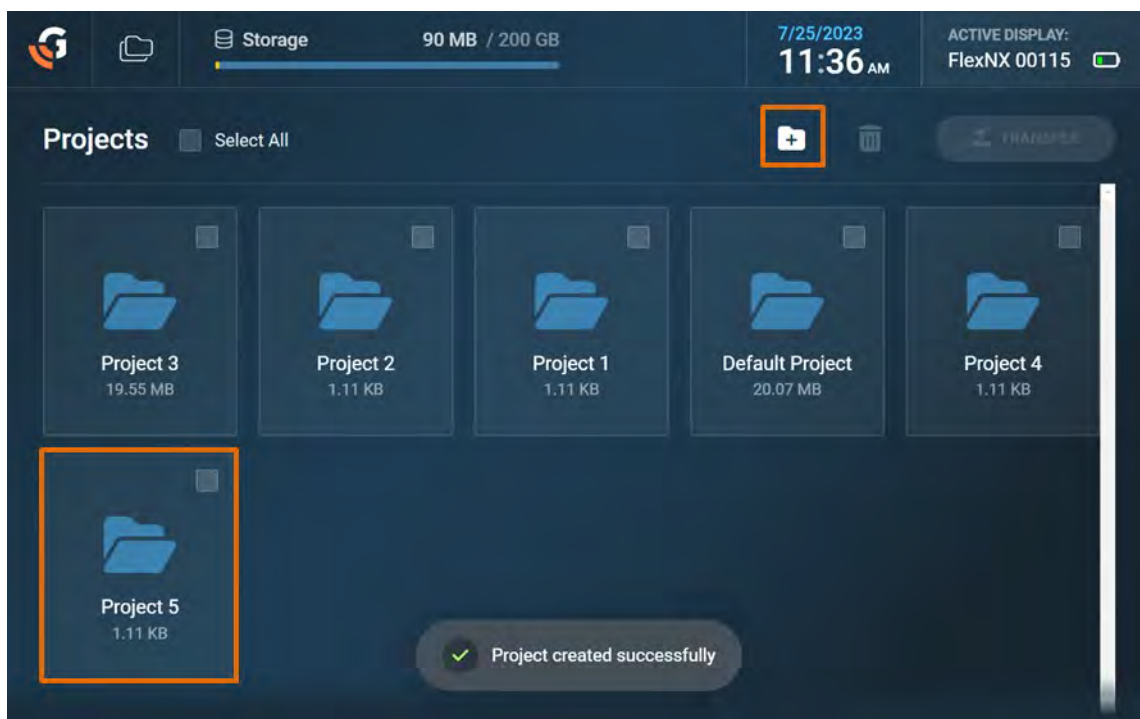 Storage 90 MB / 200 GB
7/25/2023
11:36 AM
ACTIVE DISPLAY:
FlexNX 00115
Projects Select All
TRANSFER
Project 3
19.55 MB
Project 2
1.11 KB
Project 1
1.11 KB
Default Project
20.07 MB
Project 4
1.11 KB
Project 5
1.11 KB
Project created successfully